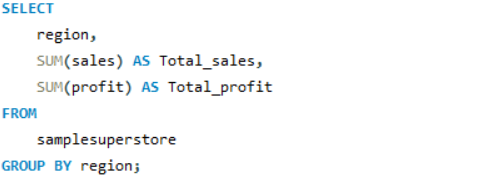 SELECT
    region,
    SUM(sales) AS Total_sales,
    SUM(profit) AS Total_profit
FROM
    samplesuperstore
GROUP BY region;